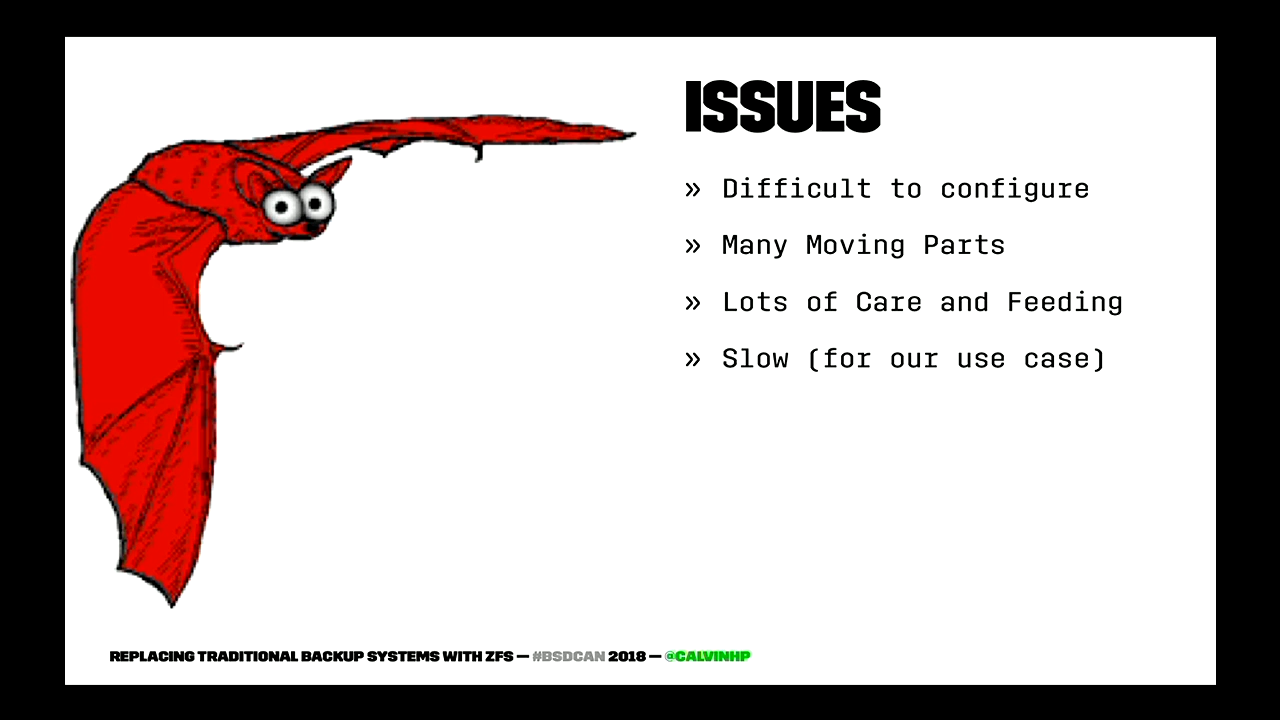 ISSUES
» Difficult to configure
» Many Moving Parts
» Lots of Care and Feeding
» Slow (for our use case)
REPLACING TRADITIONAL BACKUP SYSTEMS WITH ZFS — #BSDCAN 2018 — @CALVINHP